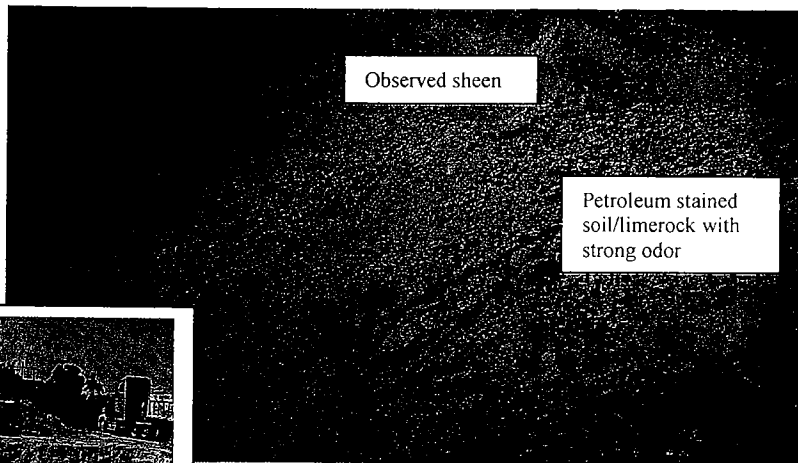 Observed sheen
Petroleum stained
soil/limerock with
strong odor